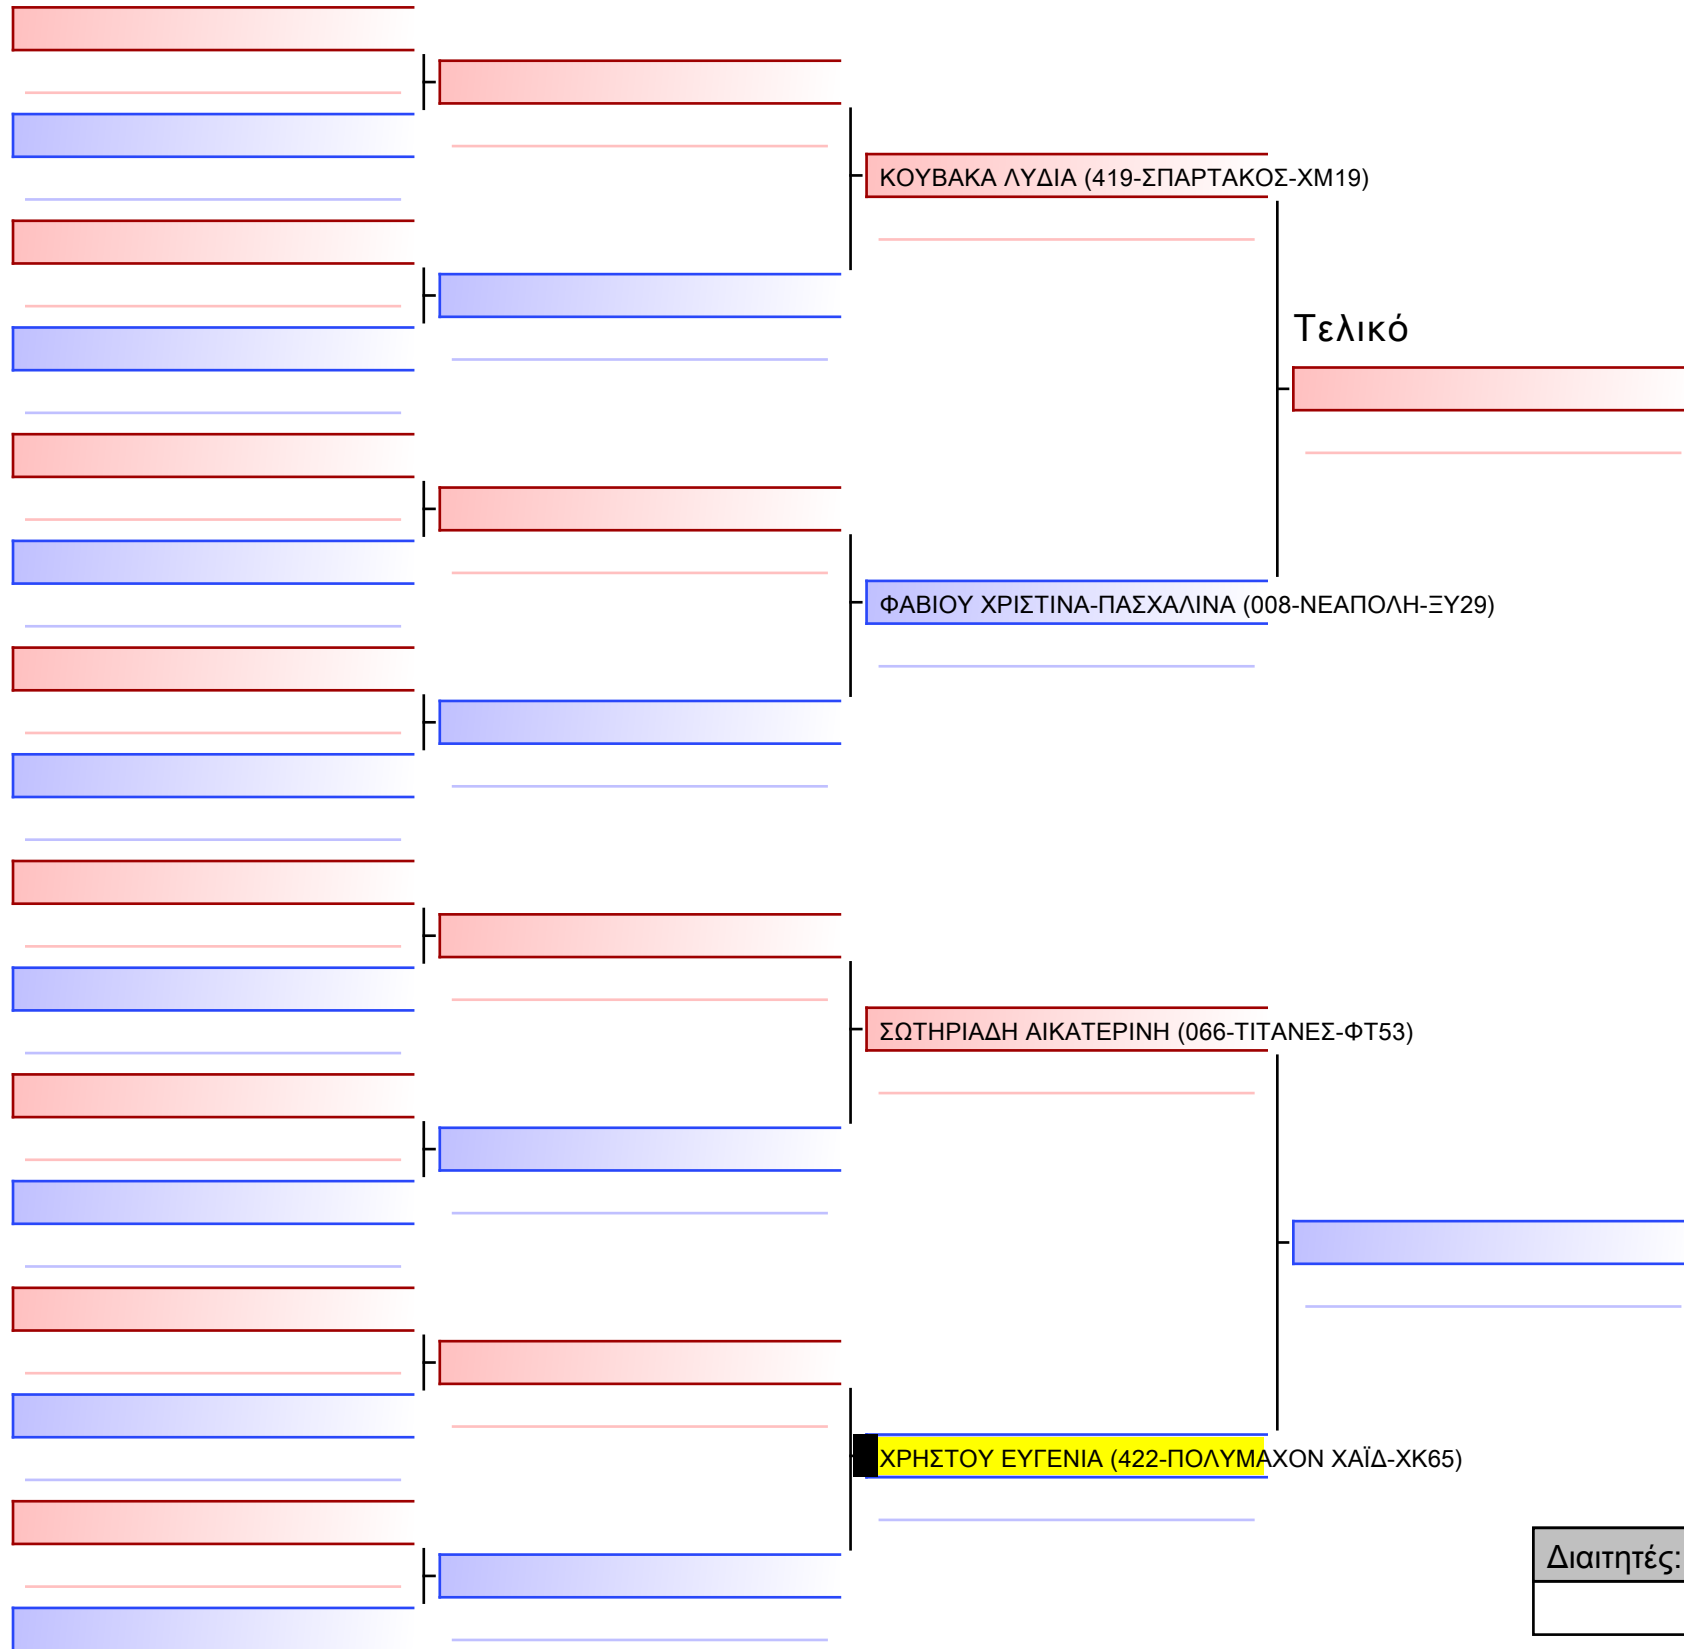 ΚΟΥΒΑΚΑ ΛΥΔΙΑ (419-ΣΠΑΡΤΑΚΟΣ-ΧΜ19)
Τελικό
ΦΑΒΙΟΥ ΧΡΙΣΤΙΝΑ-ΠΑΣΧΑΛΙΝΑ (008-ΝΕΑΠΟΛΗ-ΞΥ29)
ΣΩΤΗΡΙΑΔΗ ΑΙΚΑΤΕΡΙΝΗ (066-ΤΙΤΑΝΕΣ-ΦΤ53)
ΧΡΗΣΤΟΥ ΕΥΓΕΝΙΑ (422-ΠΟΛΥΜΑΧΟΝ ΧΑΪΔ-ΧΚ65)
Διαιτητές: